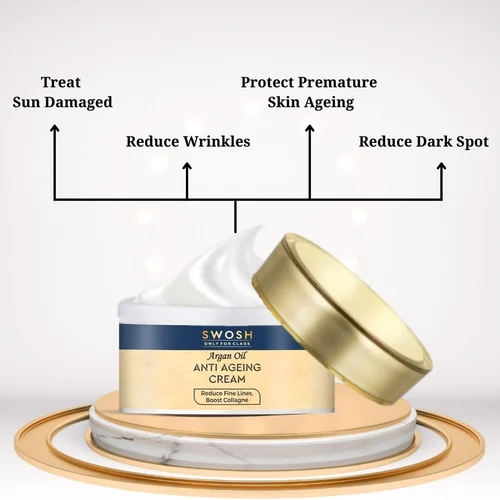 Treat
Sun Damaged
Protect Premature
Skin Ageing
Reduce Wrinkles
Reduce Dark Spot
SWOSH
ONLY FOR CLASS
Argan Oil
ANTI AGEING
CREAM
Reduce Fine Lines,
Boost Collagne